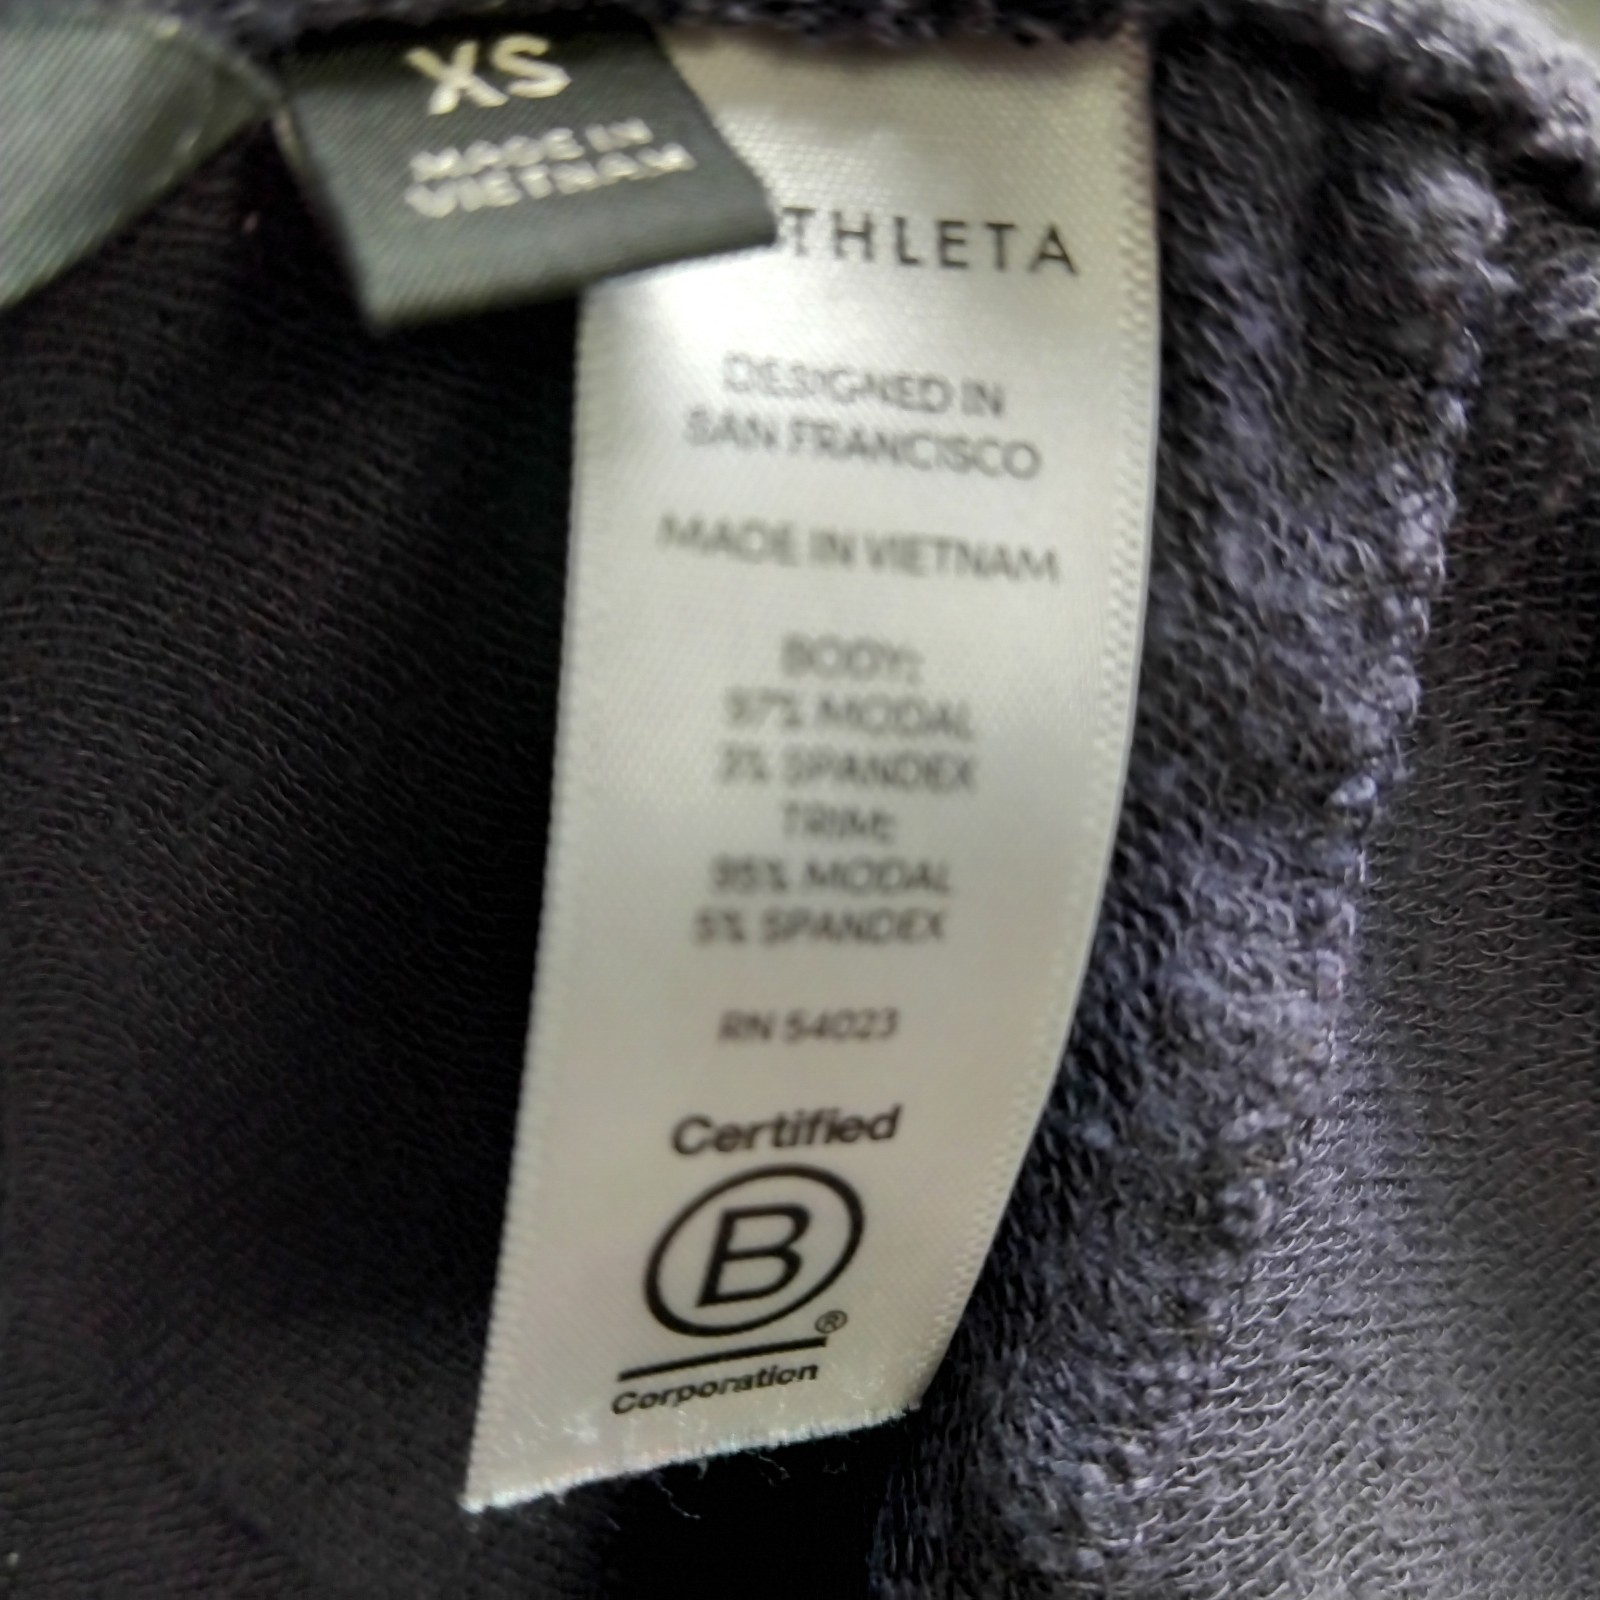 XS
MADE IN
VIETNAM
THLETA
DESIGNED IN
SAN FRANCISCO
MADE IN VIETNAM
BODY:
97% MODAL
3% SPANDEX
TRIM:
95% MODAL
5% SPANDEX
RN 54023
Certified
B
®
Corporation